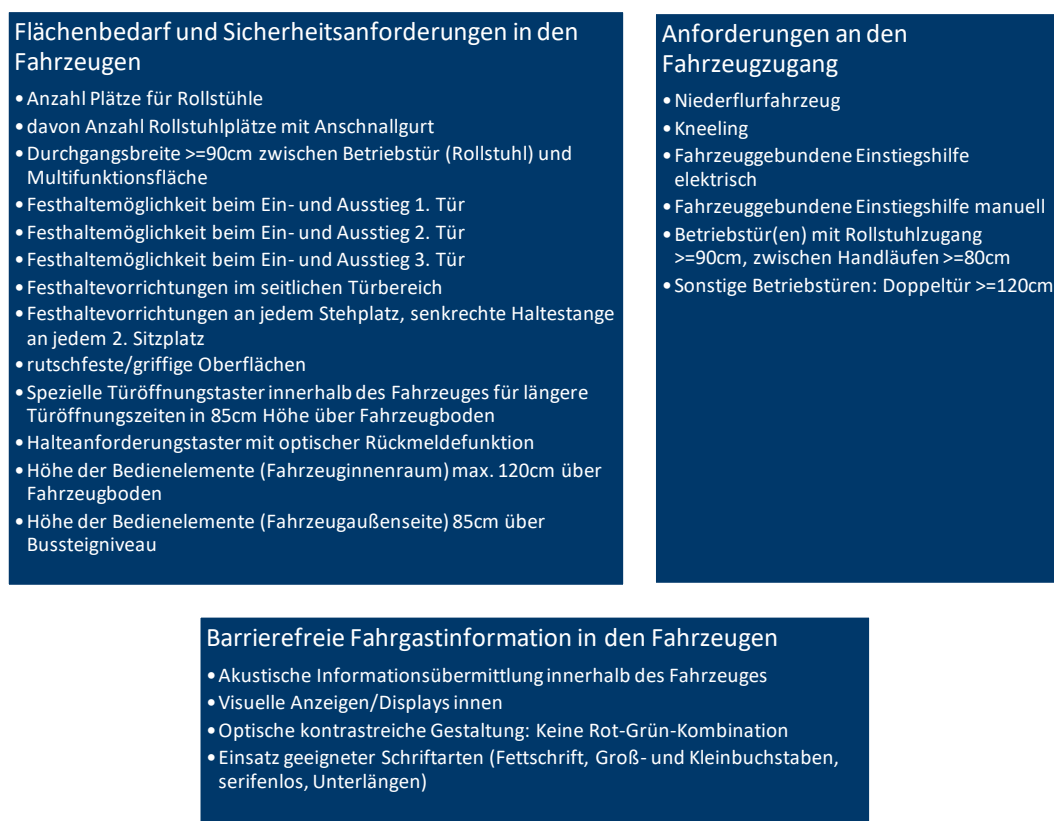 Flächenbedarf und Sicherheitsanforderungen in den
Fahrzeugen
•Anzahl Plätze für Rollstühle
•davon Anzahl Rollstuhlplätze mit Anschnallgurt
•Durchgangsbreite >=90cm zwischen Betriebstür (Rollstuhl) und
Multifunktionsfläche
•Festhaltemöglichkeit beim Ein- und Ausstieg 1. Tür
•Festhaltemöglichkeit beim Ein- und Ausstieg 2. Tür
•Festhaltemöglichkeit beim Ein- und Ausstieg 3. Tür
•Festhaltevorrichtungen im seitlichen Türbereich
•Festhaltevorrichtungen an jedem Stehplatz, senkrechte Haltestange
an jedem 2. Sitzplatz
•rutschfeste/griffige Oberflächen
•Spezielle Türöffnungstaster innerhalb des Fahrzeuges für längere
Türöffnungszeiten in 85cm Höhe über Fahrzeugboden
•Halteanforderungstaster mit optischer Rückmeldefunktion
•Höhe der Bedienelemente (Fahrzeuginnenraum) max. 120cm über
Fahrzeugboden
•Höhe der Bedienelemente (Fahrzeugaußenseite) 85cm über
Bussteigniveau
Anforderungen an den
Fahrzeugzugang
•Niederflurfahrzeug
•Kneeling
•Fahrzeuggebundene Einstiegshilfe
elektrisch
•Fahrzeuggebundene Einstiegshilfe manuell
•Betriebstür(en) mit Rollstuhlzugang
>=90cm, zwischen Handläufen >=80cm
•Sonstige Betriebstüren: Doppeltür >=120cm
Barrierefreie Fahrgastinformation in den Fahrzeugen
•Akustische Informationsübermittlung innerhalb des Fahrzeuges
•Visuelle Anzeigen/Displays innen
•Optische kontrastreiche Gestaltung: Keine Rot-Grün-Kombination
•Einsatz geeigneter Schriftarten (Fettschrift, Groß- und Kleinbuchstaben,
serifenlos, Unterlängen)